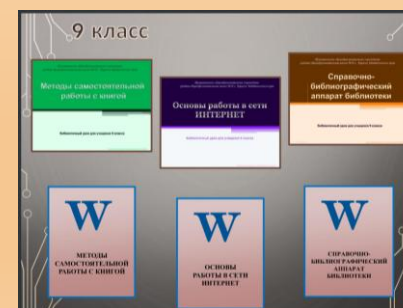 9 класс
Методы самостоятельной
работы с книгой
Основы работы в сети
ИНТЕРНЕТ
Справочно-
библиографический
аппарат библиотеки
W
МЕТОДЫ
САМОСТОЯТЕЛЬНОЙ
РАБОТЫ С КНИГОЙ
W
ОСНОВЫ
РАБОТЫ В СЕТИ
ИНТЕРНЕТ
W
СПРАВОЧНО-
БИБЛИОГРАФИЧЕСКИЙ
АППАРАТ
БИБЛИОТЕКИ